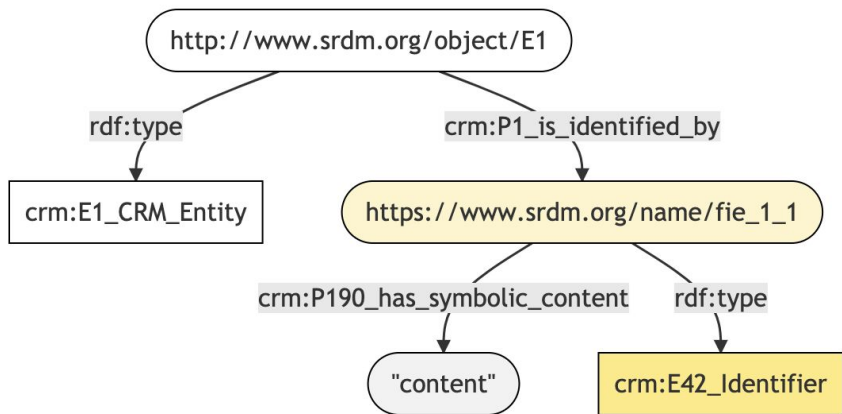 http://www.srdm.org/object/E1
rdf:type
crm:P1_is_identified_by
crm:E1_CRM_Entity
https://www.srdm.org/name/fie_1_1
crm:P190_has_symbolic_content
rdf:type
"content"
crm:E42_Identifier